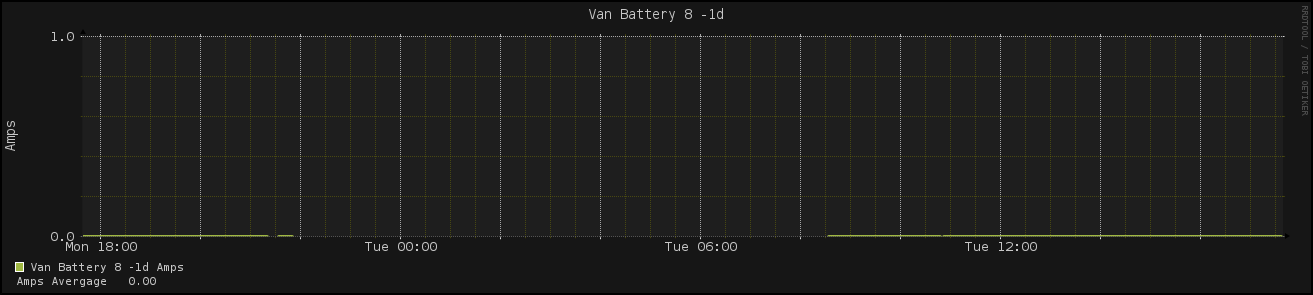 Van Battery 8 -1d
RRDTOOL / TOBI OETIKER
1.0
Amps
0.0
Mon 18:00 Tue 00:00 Tue 06:00 Tue 12:00
Van Battery 8 -1d Amps
Amps Avergage 0.00